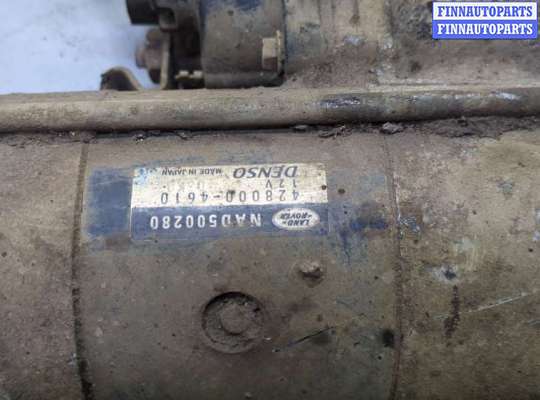 FINNAUTOPARTS
FINNAUTOPARTS
LAND-
-ROVER
NAD500280
428000-4610
12V
DENSO MADE IN JAPAN